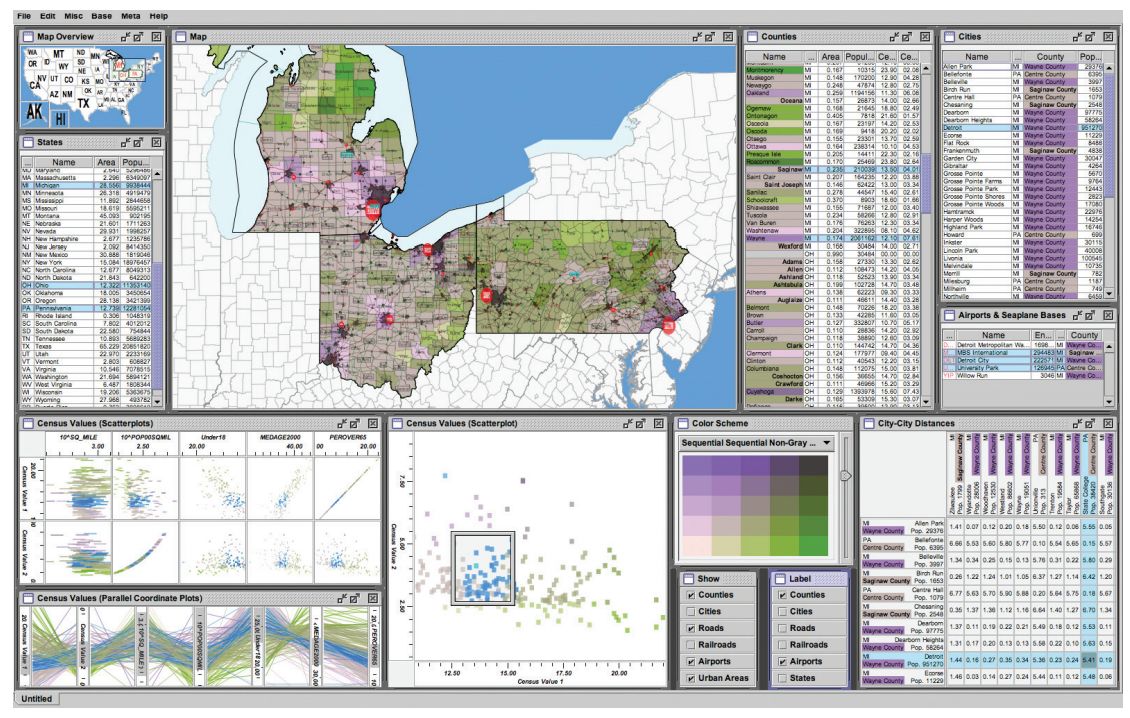 File Edit Misc Base Meta Help
Map Overview
Map
Counties
Cities
WA MT ND MN
OR ID WY SD
NE IA
NV UT CO KS MO
CA
AZ NM OK AR
TX
AK HI
States
... Name Area Popu...
MA Massachusetts 2.296 6349097
MI Michigan 28.556 9938444
MN Minnesota 26.318 4919479
MS Mississippi 11.892 2844658
MO Missouri 18.619 5595211
MT Montana 45.093 902195
NE Nebraska 21.601 1711263
NV Nevada 29.931 1998257
NH New Hampshire 2.677 1235786
NJ New Jersey 2.092 8414350
NM New Mexico 30.888 1819046
NY New York 15.084 18976457
NC North Carolina 12.677 8049313
ND North Dakota 21.843 642200
OH Ohio 12.322 11353140
OK Oklahoma 18.005 3450654
OR Oregon 28.138 3421399
PA Pennsylvania 12.739 12281054
RI Rhode Island 0.306 1048319
SC South Carolina 7.802 4012012
SD South Dakota 22.580 754844
TN Tennessee 10.893 5689283
TX Texas 65.229 20851820
UT Utah 22.970 2233169
VT Vermont 2.803 608827
VA Virginia 10.546 7078515
WA Washington 21.694 5894121
WV West Virginia 6.487 1808344
WI Wisconsin 19.206 5363675
WY Wyoming 27.968 493782
Name ... Area Popul... Ce... Ce...
Montmorency MI 0.167 10315 23.90 02.08
Muskegon MI 0.148 170200 12.90 04.28
Newaygo MI 0.248 47874 12.80 02.75
Oakland MI 0.259 1194156 11.30 06.08
Oceana MI 0.157 26873 14.00 02.66
Ogemaw MI 0.168 21645 18.80 02.49
Ontonagon MI 0.405 7818 21.60 01.57
Osceola MI 0.167 23197 14.20 02.53
Oscoda MI 0.169 9418 20.20 02.02
Otsego MI 0.155 23301 13.70 02.59
Ottawa MI 0.164 238314 10.10 04.53
Presque Isle MI 0.205 14411 22.30 02.16
Roscommon MI 0.170 25469 23.80 02.64
Saginaw MI 0.235 210039 13.50 04.01
Saint Clair MI 0.207 164235 12.20 03.88
Saint Joseph MI 0.146 62422 13.00 03.34
Sanilac MI 0.278 44547 15.40 02.61
Schoolcraft MI 0.370 8903 18.60 01.66
Shiawassee MI 0.155 71687 12.00 03.40
Tuscola MI 0.234 58266 12.80 02.91
Van Buren MI 0.176 76263 12.30 03.34
Washtenaw MI 0.204 322895 08.10 04.62
Wayne MI 0.174 2061162 12.10 07.61
Wexford MI 0.168 30484 14.00 02.71
OH 0.990 30484 00.00 00.00
Adams OH 0.158 27330 13.30 02.62
Allen OH 0.112 108473 14.20 04.05
Ashland OH 0.118 52523 13.90 03.34
Ashtabula OH 0.199 102728 14.70 03.48
Athens OH 0.138 62223 09.30 03.33
Auglaize OH 0.111 46611 14.40 03.28
Belmont OH 0.148 70226 18.20 03.38
Brown OH 0.133 42285 11.60 03.05
Butler OH 0.127 332807 10.70 05.17
Carroll OH 0.110 28836 14.20 02.92
Champaign OH 0.118 38890 12.60 03.09
Clark OH 0.110 144742 14.70 04.36
Clermont OH 0.124 177977 09.40 04.45
Clinton OH 0.112 40543 12.20 03.15
Columbiana OH 0.148 112075 15.00 03.81
Coshocton OH 0.156 36655 14.70 02.84
Crawford OH 0.111 46966 15.20 03.29
Cuyahoga OH 0.129 1393978 15.60 07.43
Darke OH 0.165 53309 15.30 03.07
Name ... County Pop...
Allen Park MI Wayne County 29376
Bellefonte PA Centre County 6395
Belleville MI Wayne County 3997
Birch Run MI Saginaw County 1653
Centre Hall PA Centre County 1079
Chesaning MI Saginaw County 2548
Dearborn MI Wayne County 97775
Dearborn Heights MI Wayne County 58264
Detroit MI Wayne County 951270
Ecorse MI Wayne County 11229
Flat Rock MI Wayne County 8488
Frankenmuth MI Saginaw County 4838
Garden City MI Wayne County 30047
Gibraltar MI Wayne County 4264
Grosse Pointe MI Wayne County 5670
Grosse Pointe Farms MI Wayne County 9764
Grosse Pointe Park MI Wayne County 12443
Grosse Pointe Shores MI Wayne County 2823
Grosse Pointe Woods MI Wayne County 17080
Hamtramck MI Wayne County 22976
Harper Woods MI Wayne County 14254
Highland Park MI Wayne County 16746
Howard PA Centre County 699
Inkster MI Wayne County 30115
Lincoln Park MI Wayne County 40008
Livonia MI Wayne County 100545
Melvindale MI Wayne County 10735
Merrill MI Saginaw County 782
Milesburg PA Centre County 1187
Millheim PA Centre County 749
Northville MI Wayne County 6459
Airports & Seaplane Bases
... Name En... ... County
D... Detroit Metropolitan Wa... 1698... MI Wayne Co...
M... MBS International 294483 MI Saginaw ...
DET Detroit City 222571 MI Wayne Co...
U... University Park 126945 PA Centre Co...
YIP Willow Run 3046 MI Wayne Co...
Census Values (Scatterplots)
10^SQ_MILE 10^POP00SQMIL Under18 MEDAGE2000 PEROVER65
3.00 2.50 20.00 40.00 00 20.00
Census Value 1
20.00
Census Value 2
Census Values (Parallel Coordinate Plots)
Census Value 1
Census Value 2
10^SQ_MILE
10^POP00SQMIL
Under18
MEDAGE2000
PEROVER65
Census Values (Scatterplot)
Census Value 2
7.50
5.00
2.50
12.50 15.00 17.50 20.00
Census Value 1
Color Scheme
Sequential Sequential Non-Gray ...
Show
Counties
Cities
Roads
Railroads
Airports
Urban Areas
Label
Counties
Cities
Roads
Railroads
Airports
States
City-City Distances
MI Saginaw County Zilwaukee Pop. 1799
MI Wayne County Wyandotte Pop. 28006
MI Wayne County Woodhaven Pop. 12530
MI Wayne County Westland Pop. 86602
MI Wayne County Wayne Pop. 19051
PA Centre County Unionville Pop. 313
MI Wayne County Trenton Pop. 19584
MI Wayne County Taylor Pop. 65868
PA Centre County State College Pop. 38420
MI Wayne County Southgate Pop. 30136
MI Allen Park
Wayne County Pop. 29376
1.41 0.07 0.12 0.20 0.18 5.50 0.12 0.06 5.55 0.05
PA Bellefonte
Centre County Pop. 6395
6.66 5.53 5.60 5.80 5.77 0.10 5.54 5.65 0.15 5.57
MI Belleville
Wayne County Pop. 3997
1.34 0.34 0.25 0.15 0.13 5.76 0.31 0.22 5.80 0.29
MI Birch Run
Saginaw County Pop. 1653
0.26 1.22 1.24 1.01 1.05 6.37 1.27 1.14 6.42 1.20
PA Centre Hall
Centre County Pop. 1079
6.77 5.63 5.70 5.90 5.88 0.20 5.64 5.75 0.18 5.67
MI Chesaning
Saginaw County Pop. 2548
0.35 1.37 1.36 1.12 1.16 6.64 1.40 1.27 6.70 1.34
MI Dearborn
Wayne County Pop. 97775
1.37 0.11 0.19 0.22 0.21 5.49 0.18 0.12 5.53 0.11
MI Dearborn Heights
Wayne County Pop. 58264
1.31 0.17 0.20 0.13 0.13 5.58 0.22 0.10 5.63 0.15
MI Detroit
Wayne County Pop. 951270
1.44 0.16 0.27 0.35 0.34 5.36 0.23 0.24 5.41 0.19
MI Ecorse
Wayne County Pop. 11229
1.46 0.03 0.14 0.27 0.24 5.44 0.11 0.12 5.48 0.06
Untitled